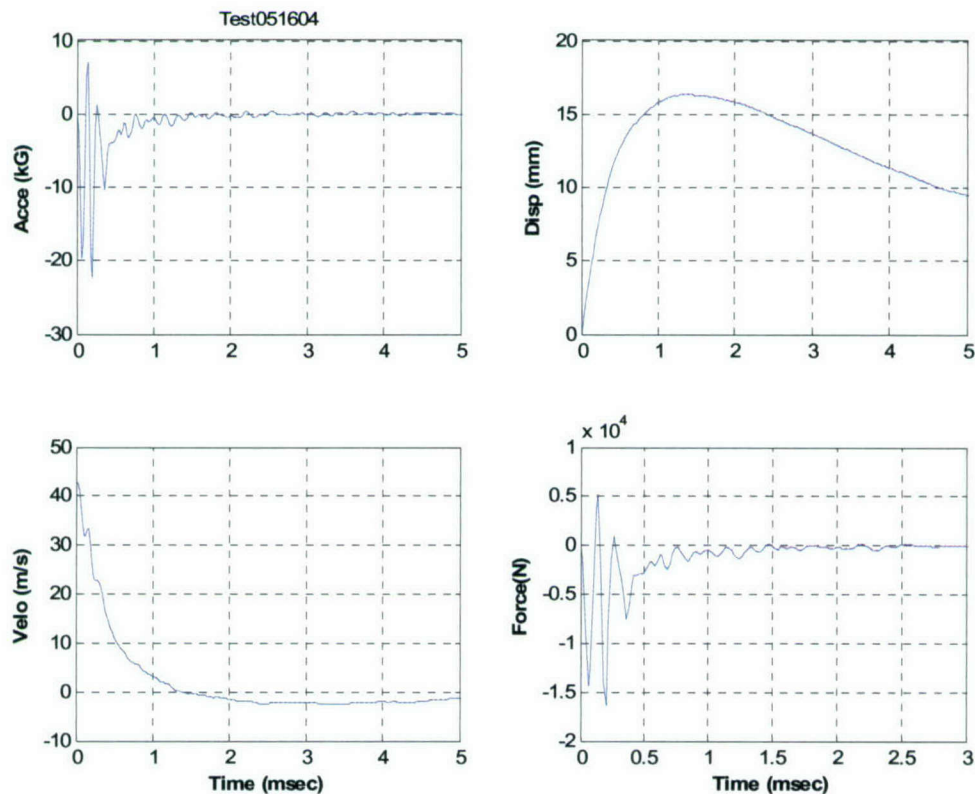 Test051604
10
0
-10
-20
-30
Acce (kG)
0 1 2 3 4 5
20
15
10
5
0
Disp (mm)
0 1 2 3 4 5
50
40
30
20
10
0
-10
Velo (m/s)
0 1 2 3 4 5
Time (msec)
x 10^4
1
0.5
0
-0.5
-1
-1.5
-2
Force(N)
0 0.5 1 1.5 2 2.5 3
Time (msec)